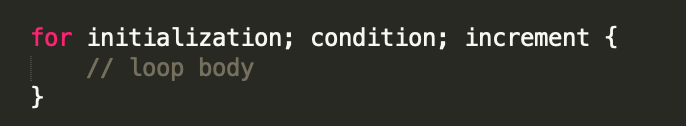 for initialization; condition; increment {
    // loop body
}